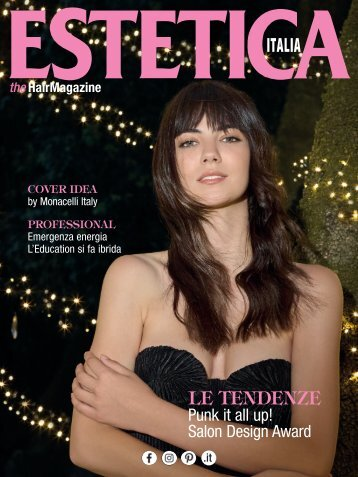 ESTETICA
ITALIA
the HairMagazine
COVER IDEA
by Monacelli Italy
PROFESSIONAL
Emergenza energia
L'Education si fa ibrida
LE TENDENZE
Punk it all up!
Salon Design Award
.it